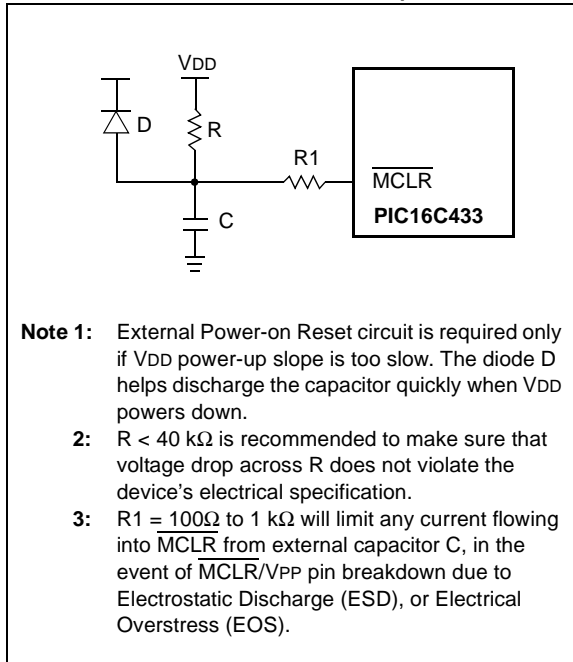 VDD
D
R
R1
C
MCLR
PIC16C433
Note 1: External Power-on Reset circuit is required only
if VDD power-up slope is too slow. The diode D
helps discharge the capacitor quickly when VDD
powers down.
2: R < 40 kΩ is recommended to make sure that
voltage drop across R does not violate the
device's electrical specification.
3: R1 = 100Ω to 1 kΩ will limit any current flowing
into MCLR from external capacitor C, in the
event of MCLR/VPP pin breakdown due to
Electrostatic Discharge (ESD), or Electrical
Overstress (EOS).